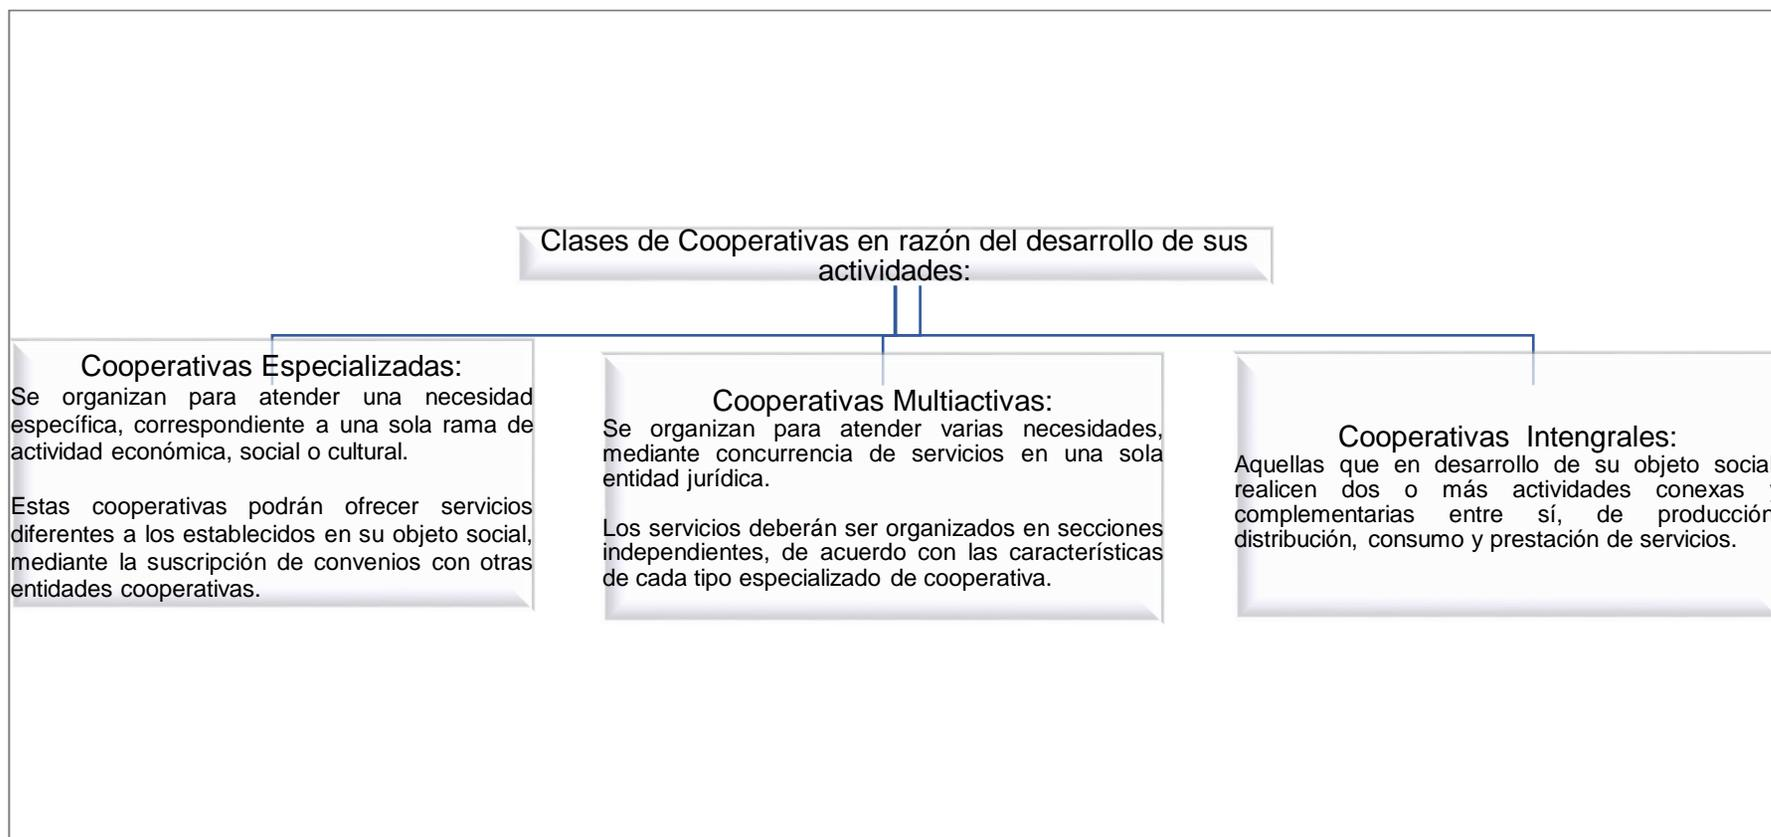 Clases de Cooperativas en razón del desarrollo de sus
actividades:
Cooperativas Especializadas:
Se organizan para atender una necesidad
específica, correspondiente a una sola rama de
actividad económica, social o cultural.
Estas cooperativas podrán ofrecer servicios
diferentes a los establecidos en su objeto social,
mediante la suscripción de convenios con otras
entidades cooperativas.
Cooperativas Multiactivas:
Se organizan para atender varias necesidades,
mediante concurrencia de servicios en una sola
entidad jurídica.
Los servicios deberán ser organizados en secciones
independientes, de acuerdo con las características
de cada tipo especializado de cooperativa.
Cooperativas Intengrales:
Aquellas que en desarrollo de su objeto social
realicen dos o más actividades conexas y
complementarias entre sí, de producción
distribución, consumo y prestación de servicios.